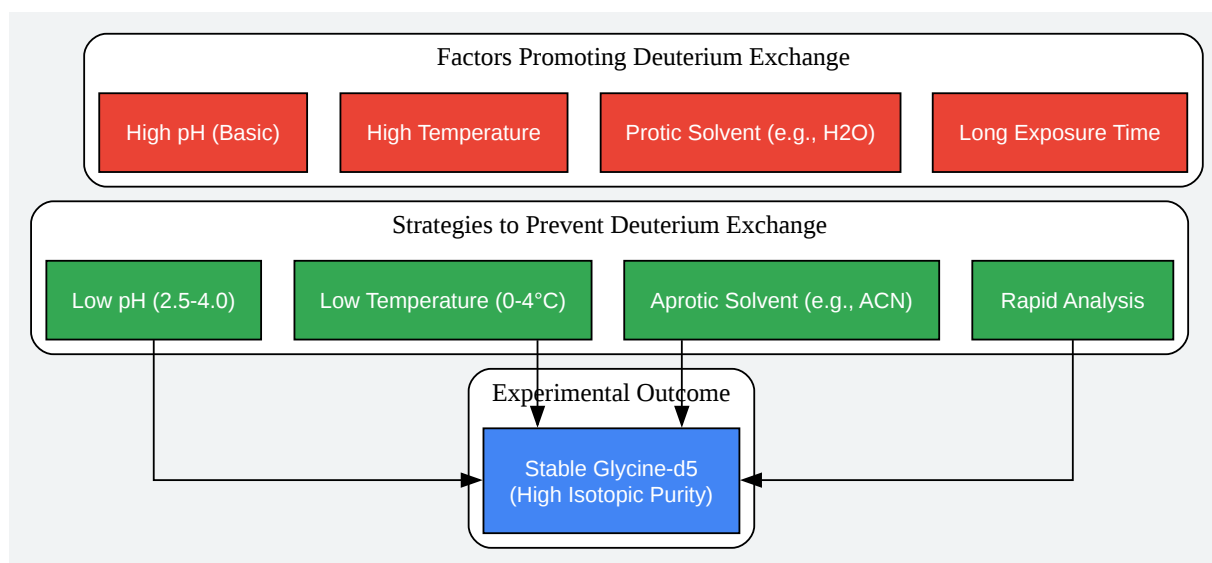 Factors Promoting Deuterium Exchange
High pH (Basic)
High Temperature
Protic Solvent (e.g., H2O)
Long Exposure Time
Strategies to Prevent Deuterium Exchange
Low pH (2.5-4.0)
Low Temperature (0-4°C)
Aprotic Solvent (e.g., ACN)
Rapid Analysis
Experimental Outcome
Stable Glycine-d5
(High Isotopic Purity)